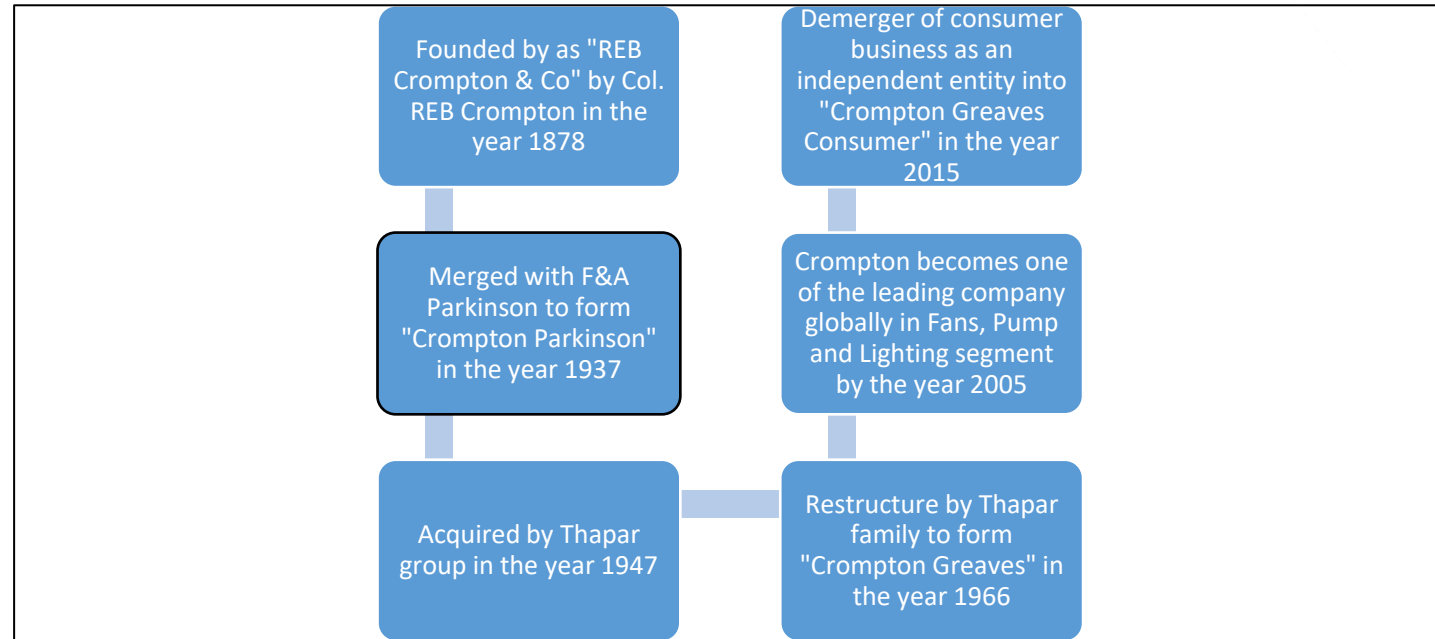 Founded by as "REB
Crompton & Co" by Col.
REB Crompton in the
year 1878
Merged with F&A
Parkinson to form
"Crompton Parkinson"
in the year 1937
Acquired by Thapar
group in the year 1947
Restructure by Thapar
family to form
"Crompton Greaves" in
the year 1966
Crompton becomes one
of the leading company
globally in Fans, Pump
and Lighting segment
by the year 2005
Demerger of consumer
business as an
independent entity into
"Crompton Greaves
Consumer" in the year
2015